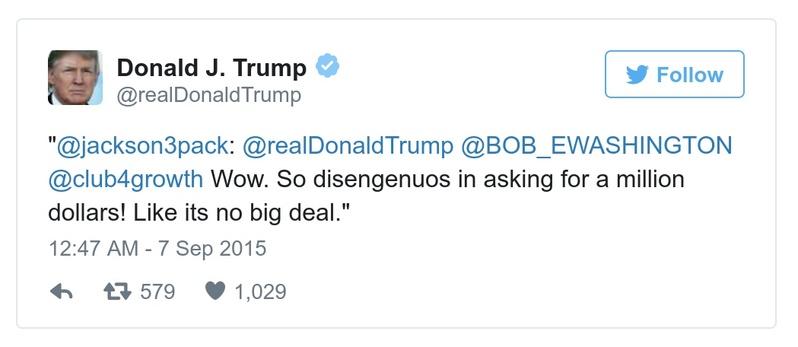 Donald J. Trump
Follow
@realDonaldTrump
"@jackson3pack: @realDonaldTrump @BOB_EWASHINGTON
@club4growth Wow. So disengenuos in asking for a million
dollars! Like its no big deal."
12:47 AM - 7 Sep 2015
579 1,029